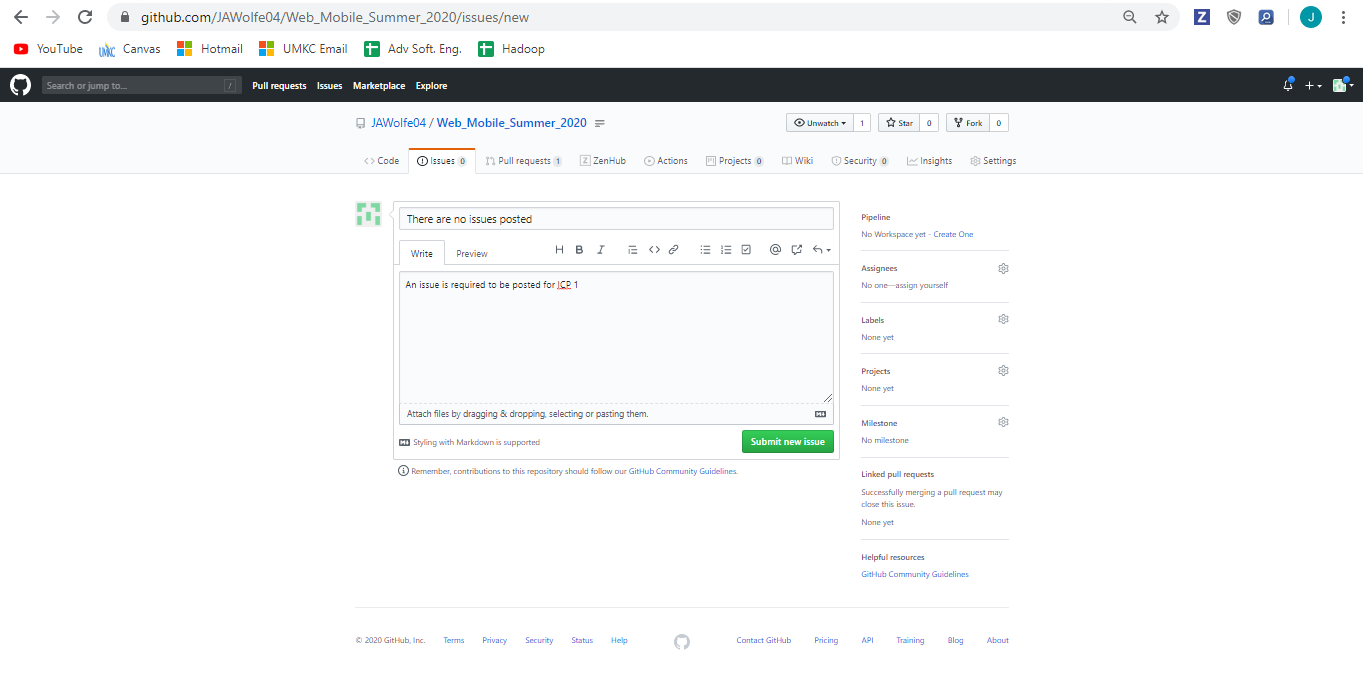 github.com/JAWolfe04/Web_Mobile_Summer_2020/issues/new
Z J
YouTube UMKC Canvas Hotmail UMKC Email Adv Soft. Eng. Hadoop
Search or jump to... / Pull requests Issues Marketplace Explore
JAWolfe04 / Web_Mobile_Summer_2020 Unwatch 1 Star 0 Fork 0
Code Issues 0 Pull requests 1 ZenHub Actions Projects 0 Wiki Security 0 Insights Settings
There are no issues posted
Write Preview
An issue is required to be posted for ICP 1
Attach files by dragging & dropping, selecting or pasting them.
Styling with Markdown is supported
Submit new issue
Remember, contributions to this repository should follow our GitHub Community Guidelines.
Pipeline
No Workspace yet - Create One
Assignees
No one—assign yourself
Labels
None yet
Projects
None yet
Milestone
No milestone
Linked pull requests
Successfully merging a pull request may
close this issue.
None yet
Helpful resources
GitHub Community Guidelines
© 2020 GitHub, Inc. Terms Privacy Security Status Help Contact GitHub Pricing API Training Blog About